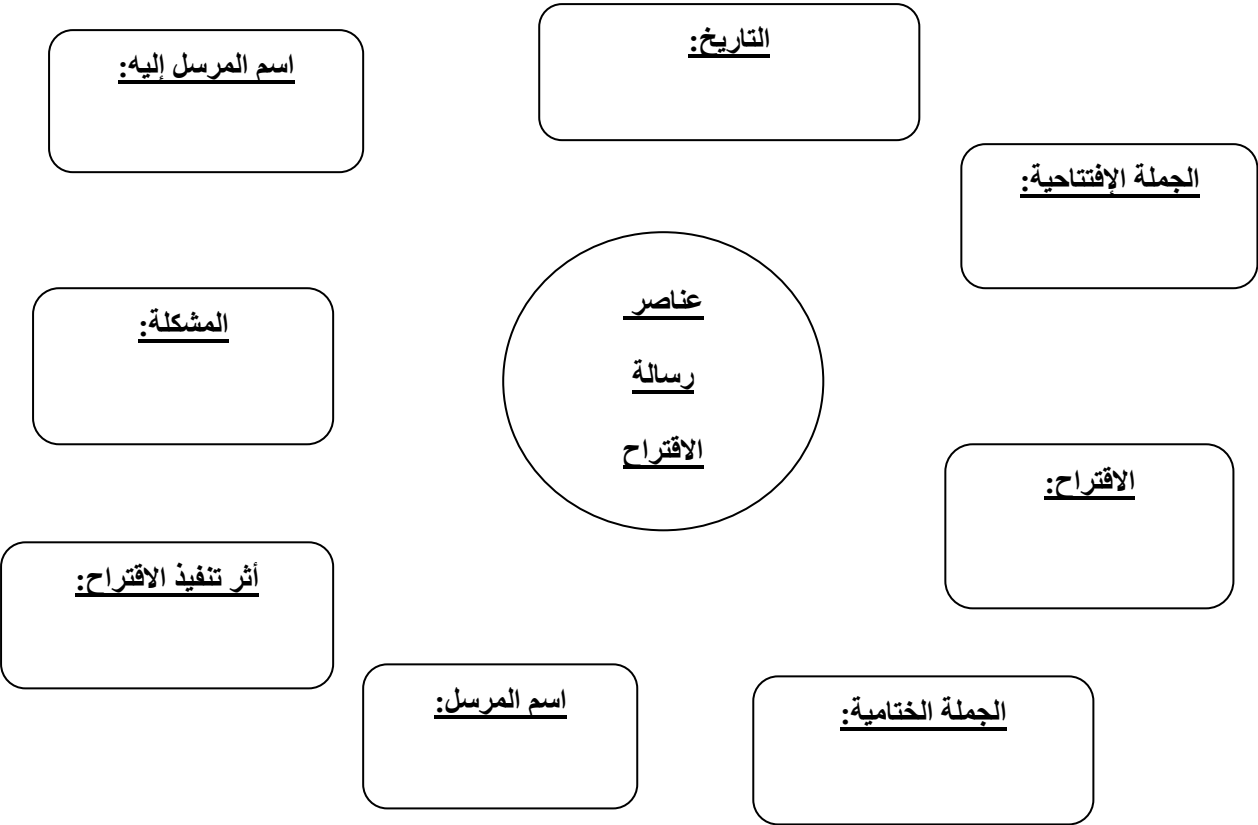 التاريخ:
اسم المرسل إليه:
الجملة الإفتتاحية:
عناصر
رسالة
الاقتراح
المشكلة:
الاقتراح:
أثر تنفيذ الاقتراح:
الجملة الختامية:
اسم المرسل: